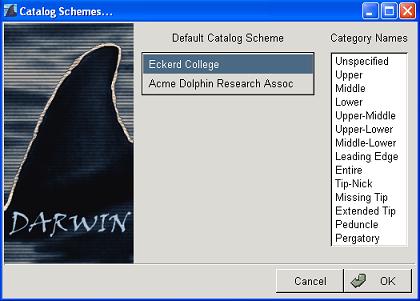 Catalog Schemes...
Default Catalog Scheme
Eckerd College
Acme Dolphin Research Assoc
Category Names
Unspecified
Upper
Middle
Lower
Upper-Middle
Upper-Lower
Middle-Lower
Leading Edge
Entire
Tip-Nick
Missing Tip
Extended Tip
Peduncle
Pergatory
DARWIN
Cancel
OK